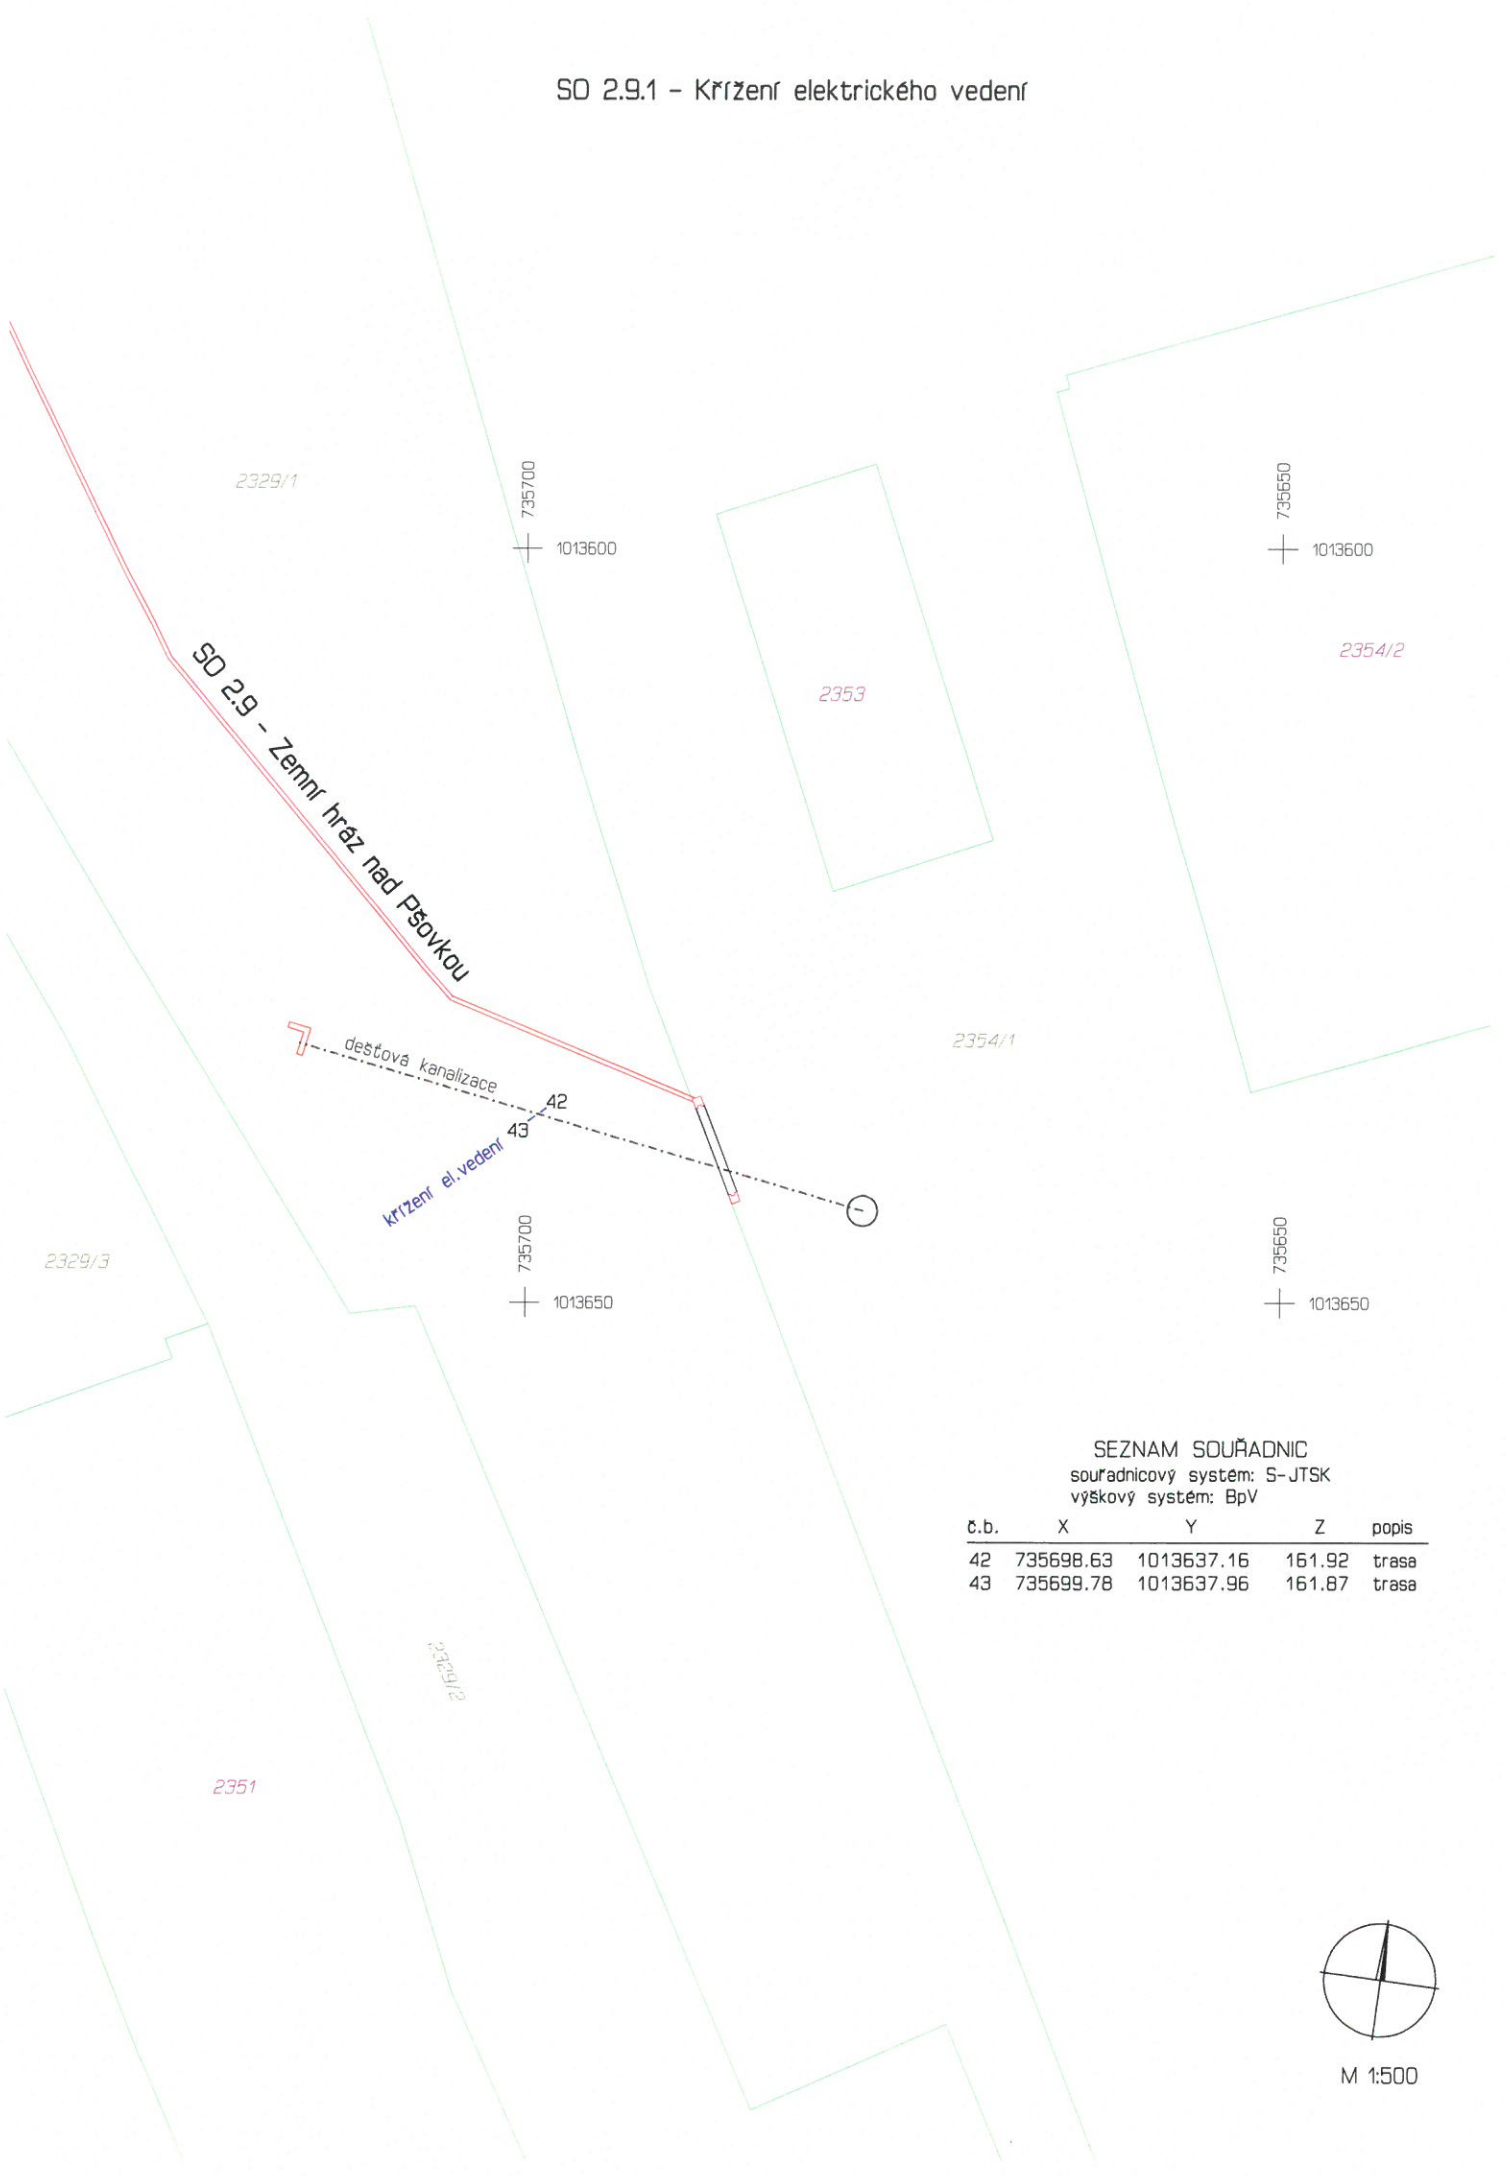 SO 2.9.1 - Křížení elektrického vedení
2329/1
735700
1013600
735650
1013600
2354/2
SO 2.9 - Zemní hráz nad Pšovkou
2353
dešťová kanalizace
2354/1
42
43
křížení el.vedení
2329/3
735700
1013650
735650
1013650
SEZNAM SOUŘADNIC
souřadnicový systém: S-JTSK
výškový systém: BpV
č.b. X Y Z popis
42 735698.63 1013637.16 161.92 trasa
43 735699.78 1013637.96 161.87 trasa
2329/2
2351
M 1:500